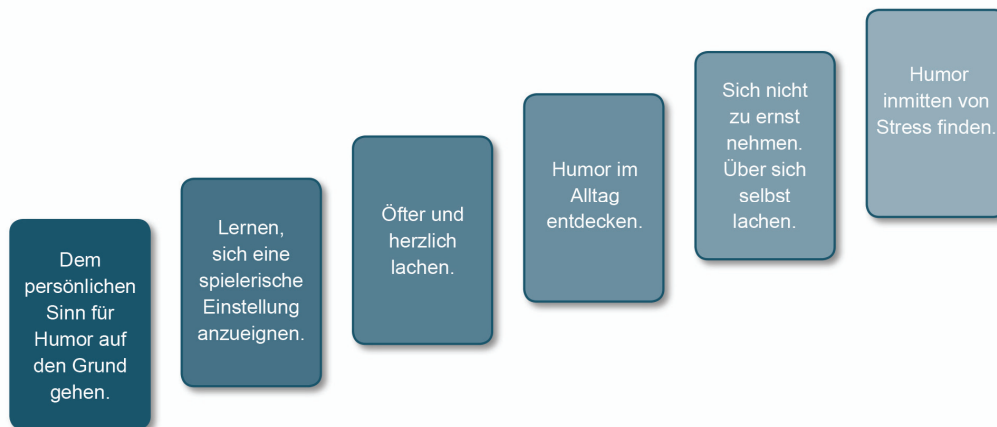 Dem
persönlichen
Sinn für
Humor auf
den Grund
gehen.
Lernen,
sich eine
spielerische
Einstellung
anzueignen.
Öfter und
herzlich
lachen.
Humor im
Alltag
entdecken.
Sich nicht
zu ernst
nehmen.
Über sich
selbst
lachen.
Humor
inmitten von
Stress finden.